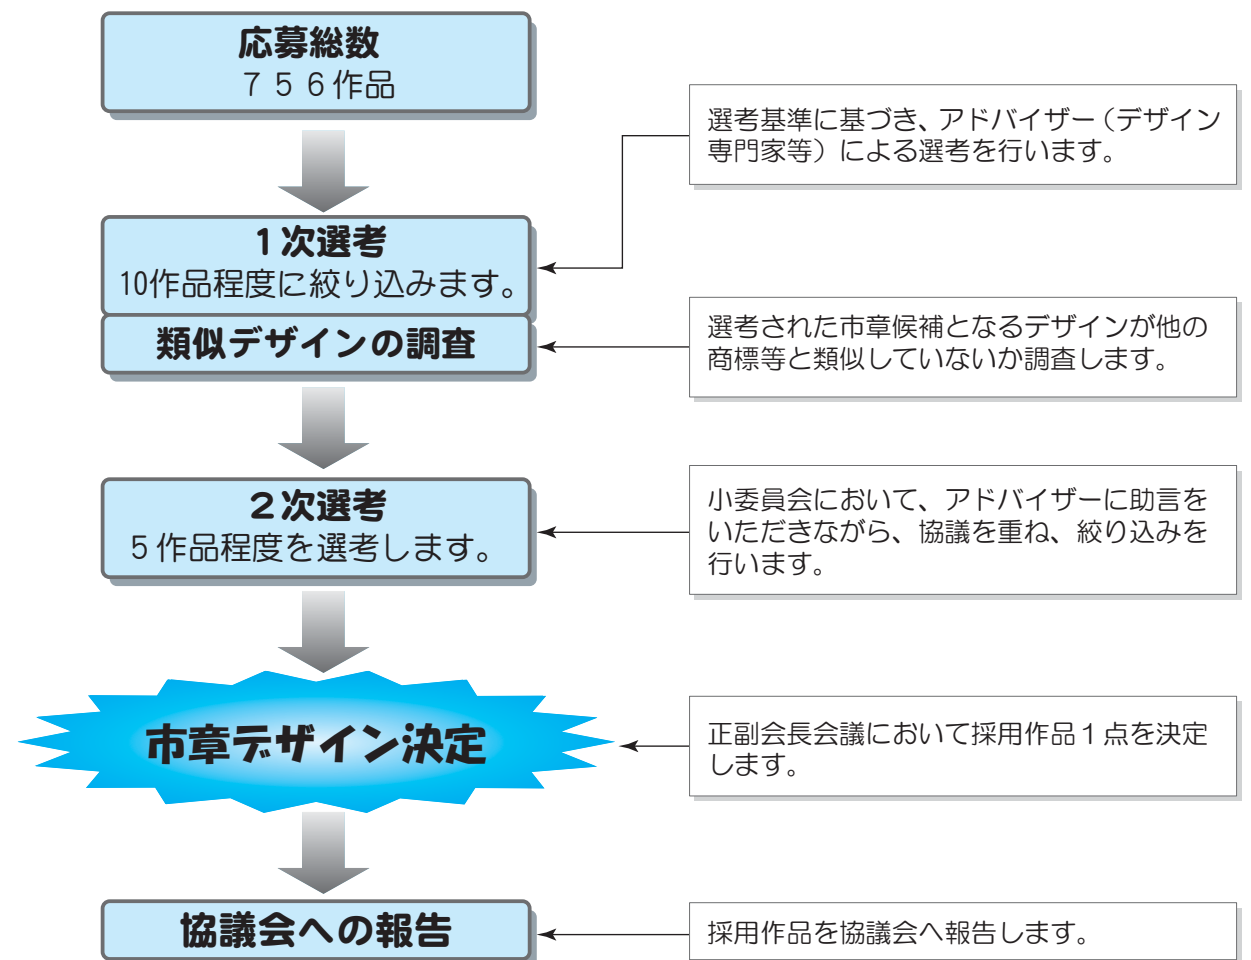 応募総数
７５６作品
選考基準に基づき、アドバイザー（デザイン
専門家等）による選考を行います。
１次選考
10作品程度に絞り込みます。
類似デザインの調査
選考された市章候補となるデザインが他の
商標等と類似していないか調査します。
２次選考
５作品程度を選考します。
小委員会において、アドバイザーに助言を
いただきながら、協議を重ね、絞り込みを
行います。
市章デザイン決定
正副会長会議において採用作品１点を決定
します。
協議会への報告
採用作品を協議会へ報告します。